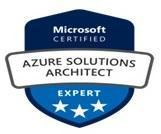 Microsoft
CERTIFIED
AZURE SOLUTIONS
ARCHITECT
EXPERT